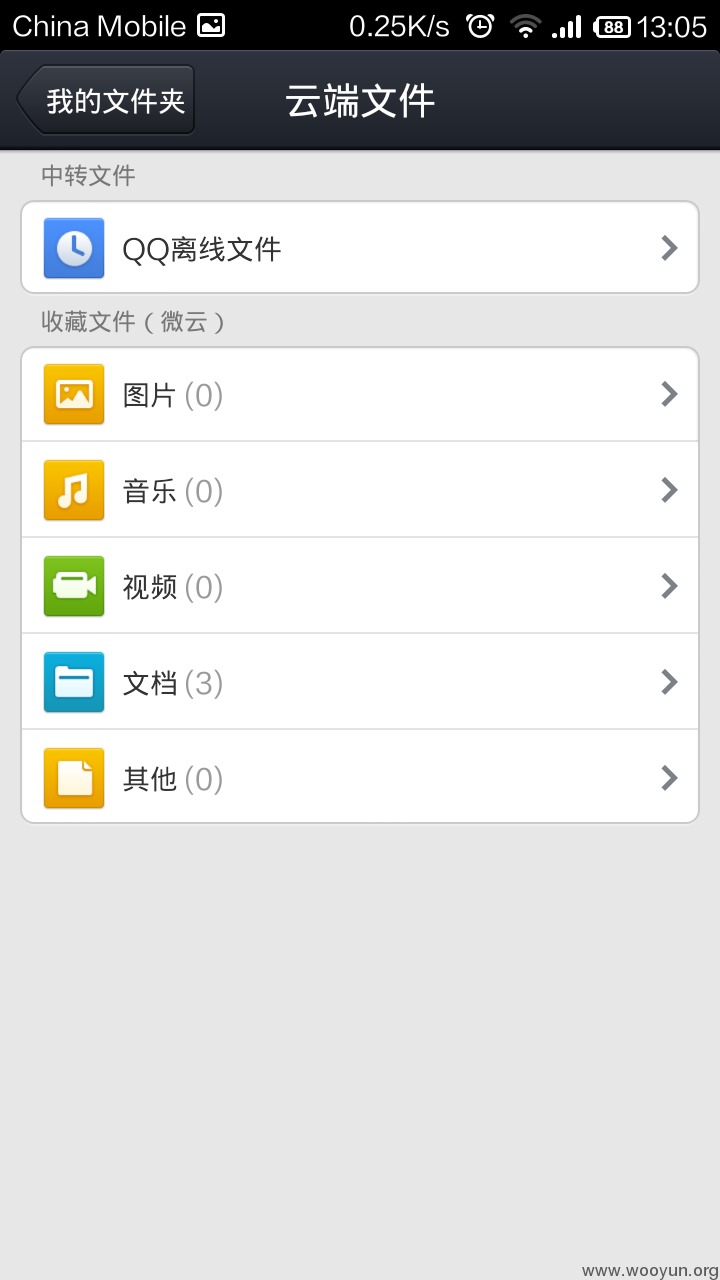 China Mobile 0.25K/s 88 13:05
我的文件夹 云端文件
中转文件
QQ离线文件
收藏文件（微云）
图片 (0)
音乐 (0)
视频 (0)
文档 (3)
其他 (0)
www.wooyun.org